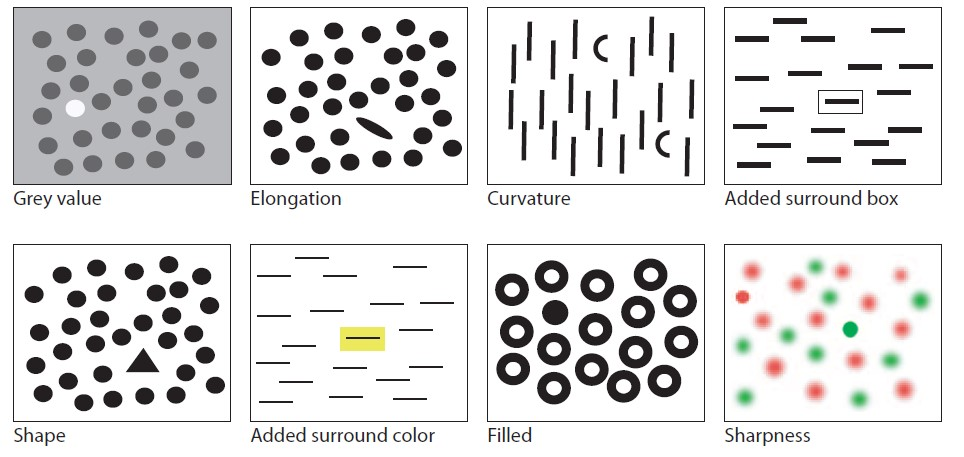 Grey value
Elongation
Curvature
Added surround box
Shape
Added surround color
Filled
Sharpness